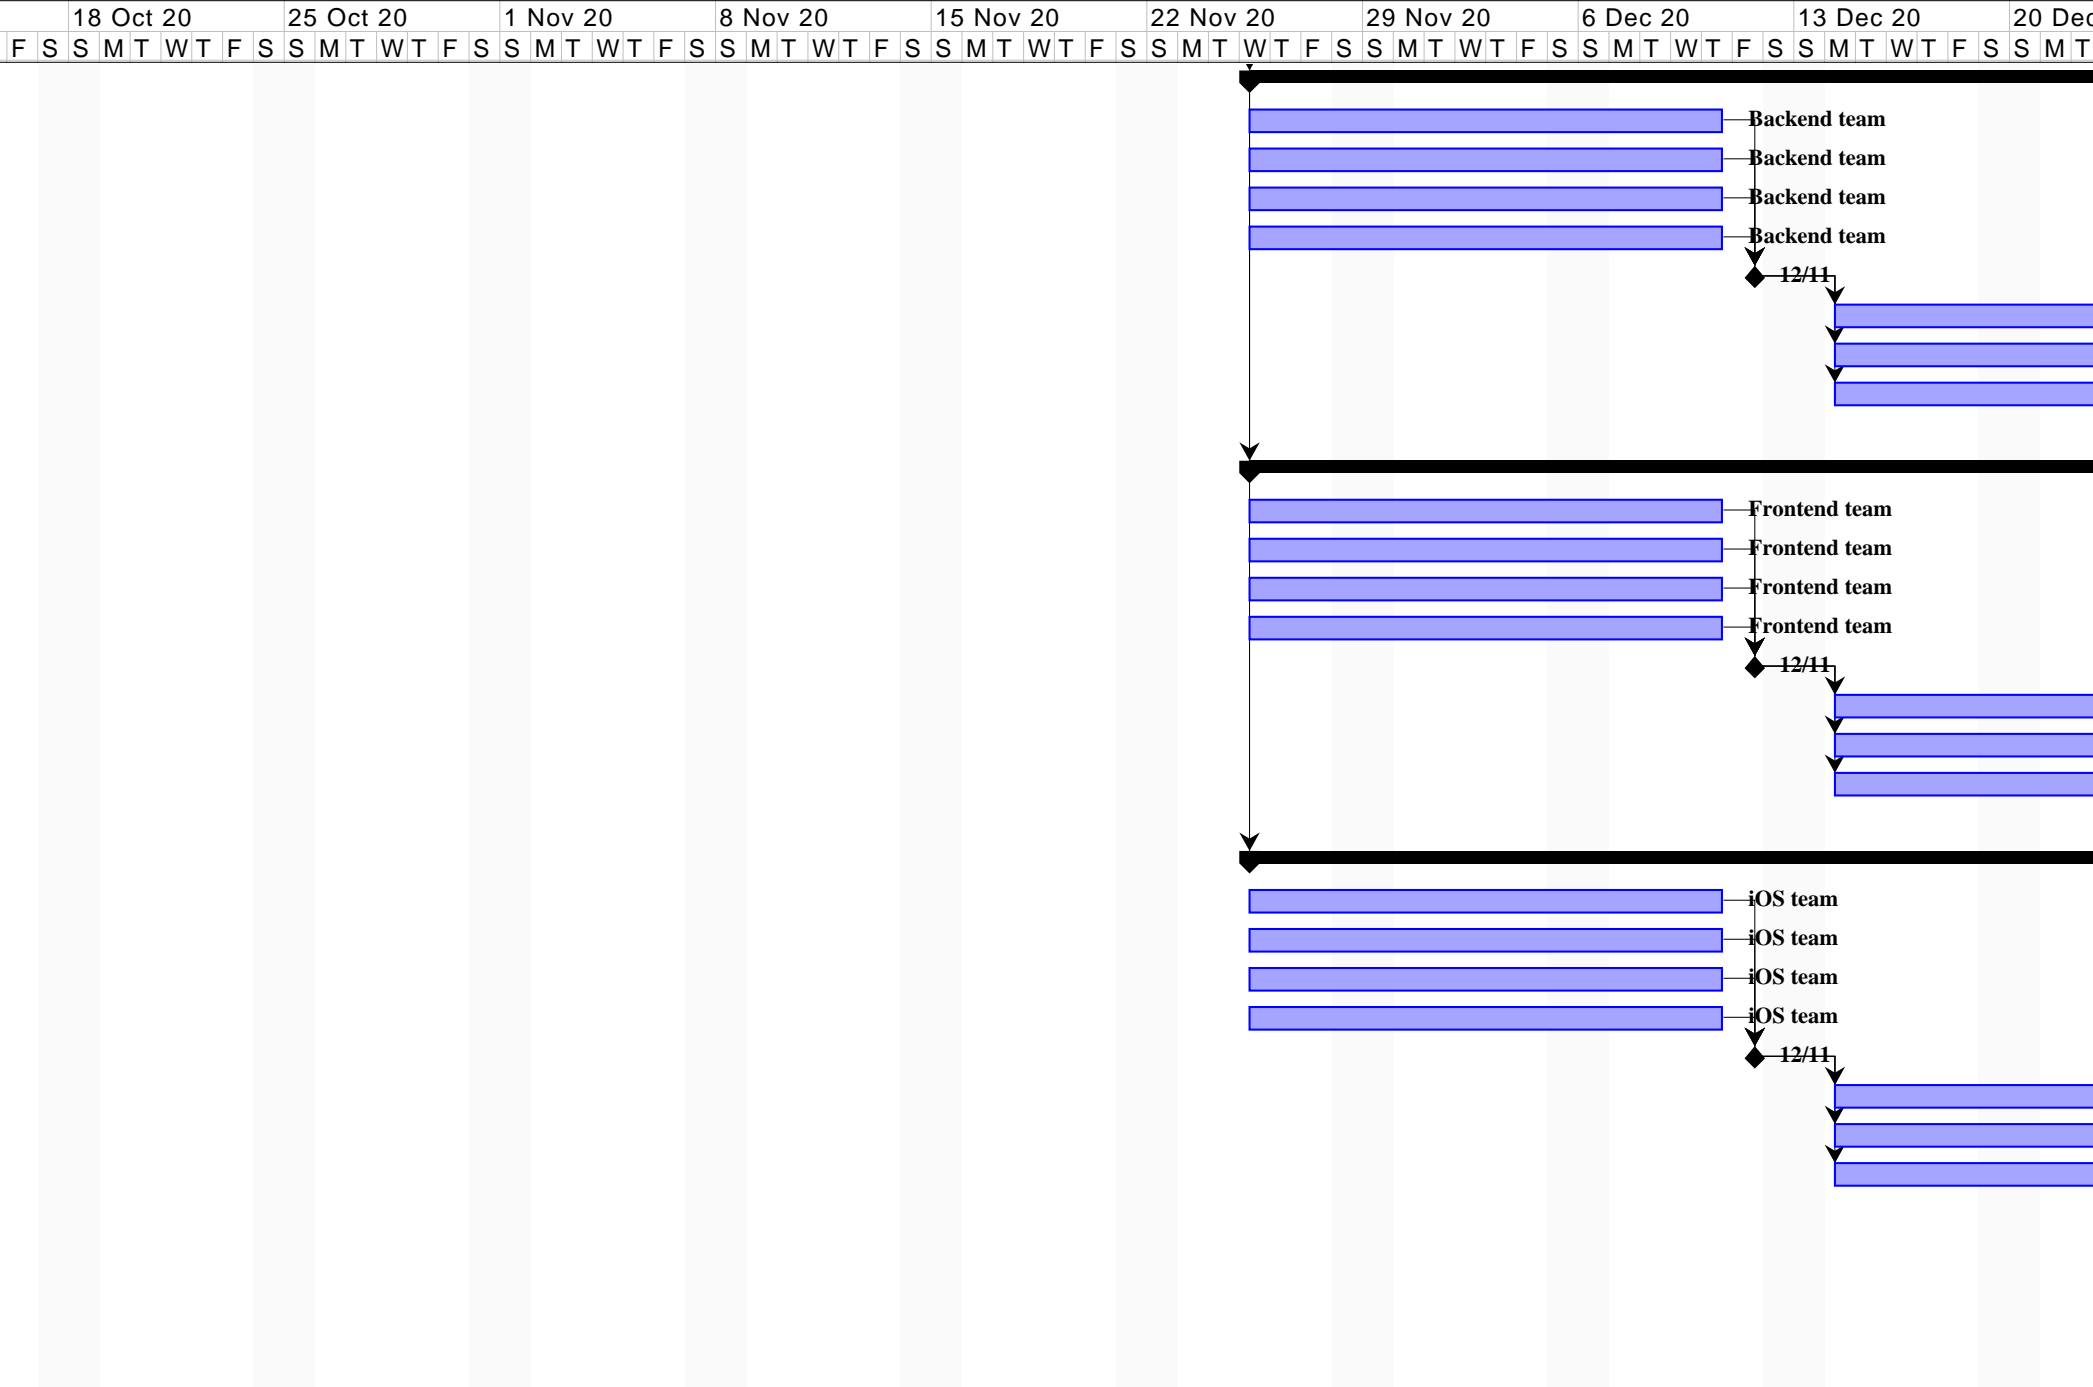 18 Oct 20 25 Oct 20 1 Nov 20 8 Nov 20 15 Nov 20 22 Nov 20 29 Nov 20 6 Dec 20 13 Dec 20 20 Dec
F S S M T W T F S S M T W T F S S M T W T F S S M T W T F S S M T W T F S S M T W T F S S M T W T F S S M T W T F S S M T W T F S S M T
Backend team
Backend team
Backend team
Backend team
12/11
Frontend team
Frontend team
Frontend team
Frontend team
12/11
iOS team
iOS team
iOS team
iOS team
12/11